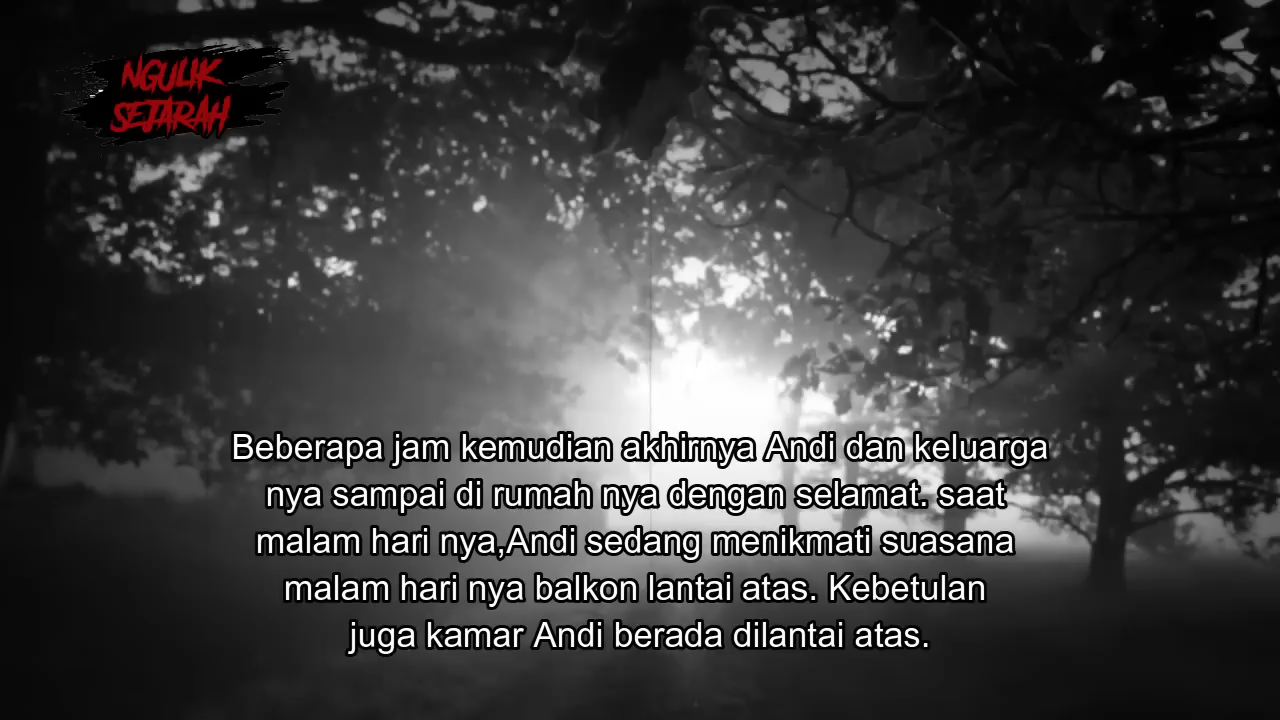 NGULIK
SEJARAH
Beberapa jam kemudian akhirnya Andi dan keluarga
nya sampai di rumah nya dengan selamat. saat
malam hari nya,Andi sedang menikmati suasana
malam hari nya balkon lantai atas. Kebetulan
juga kamar Andi berada dilantai atas.